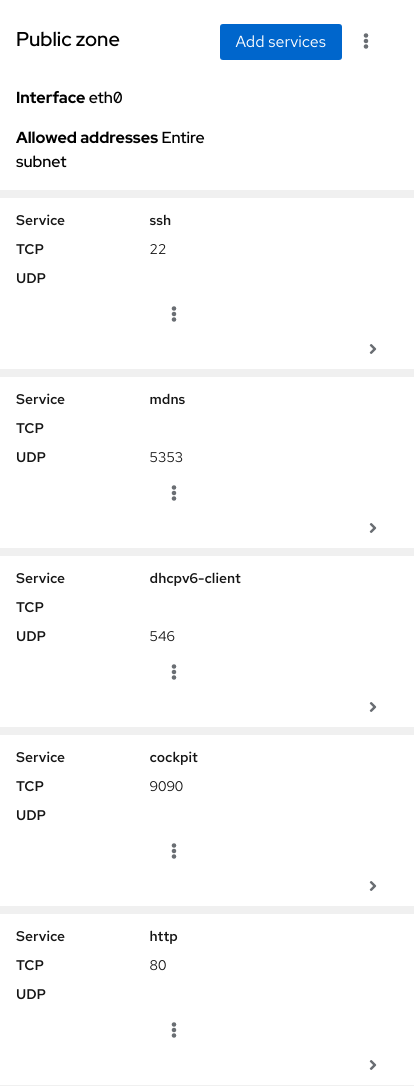 Public zone
Add services
Interface eth0
Allowed addresses Entire
subnet
Service ssh
TCP 22
UDP
Service mdns
TCP
UDP 5353
Service dhcpv6-client
TCP
UDP 546
Service cockpit
TCP 9090
UDP
Service http
TCP 80
UDP